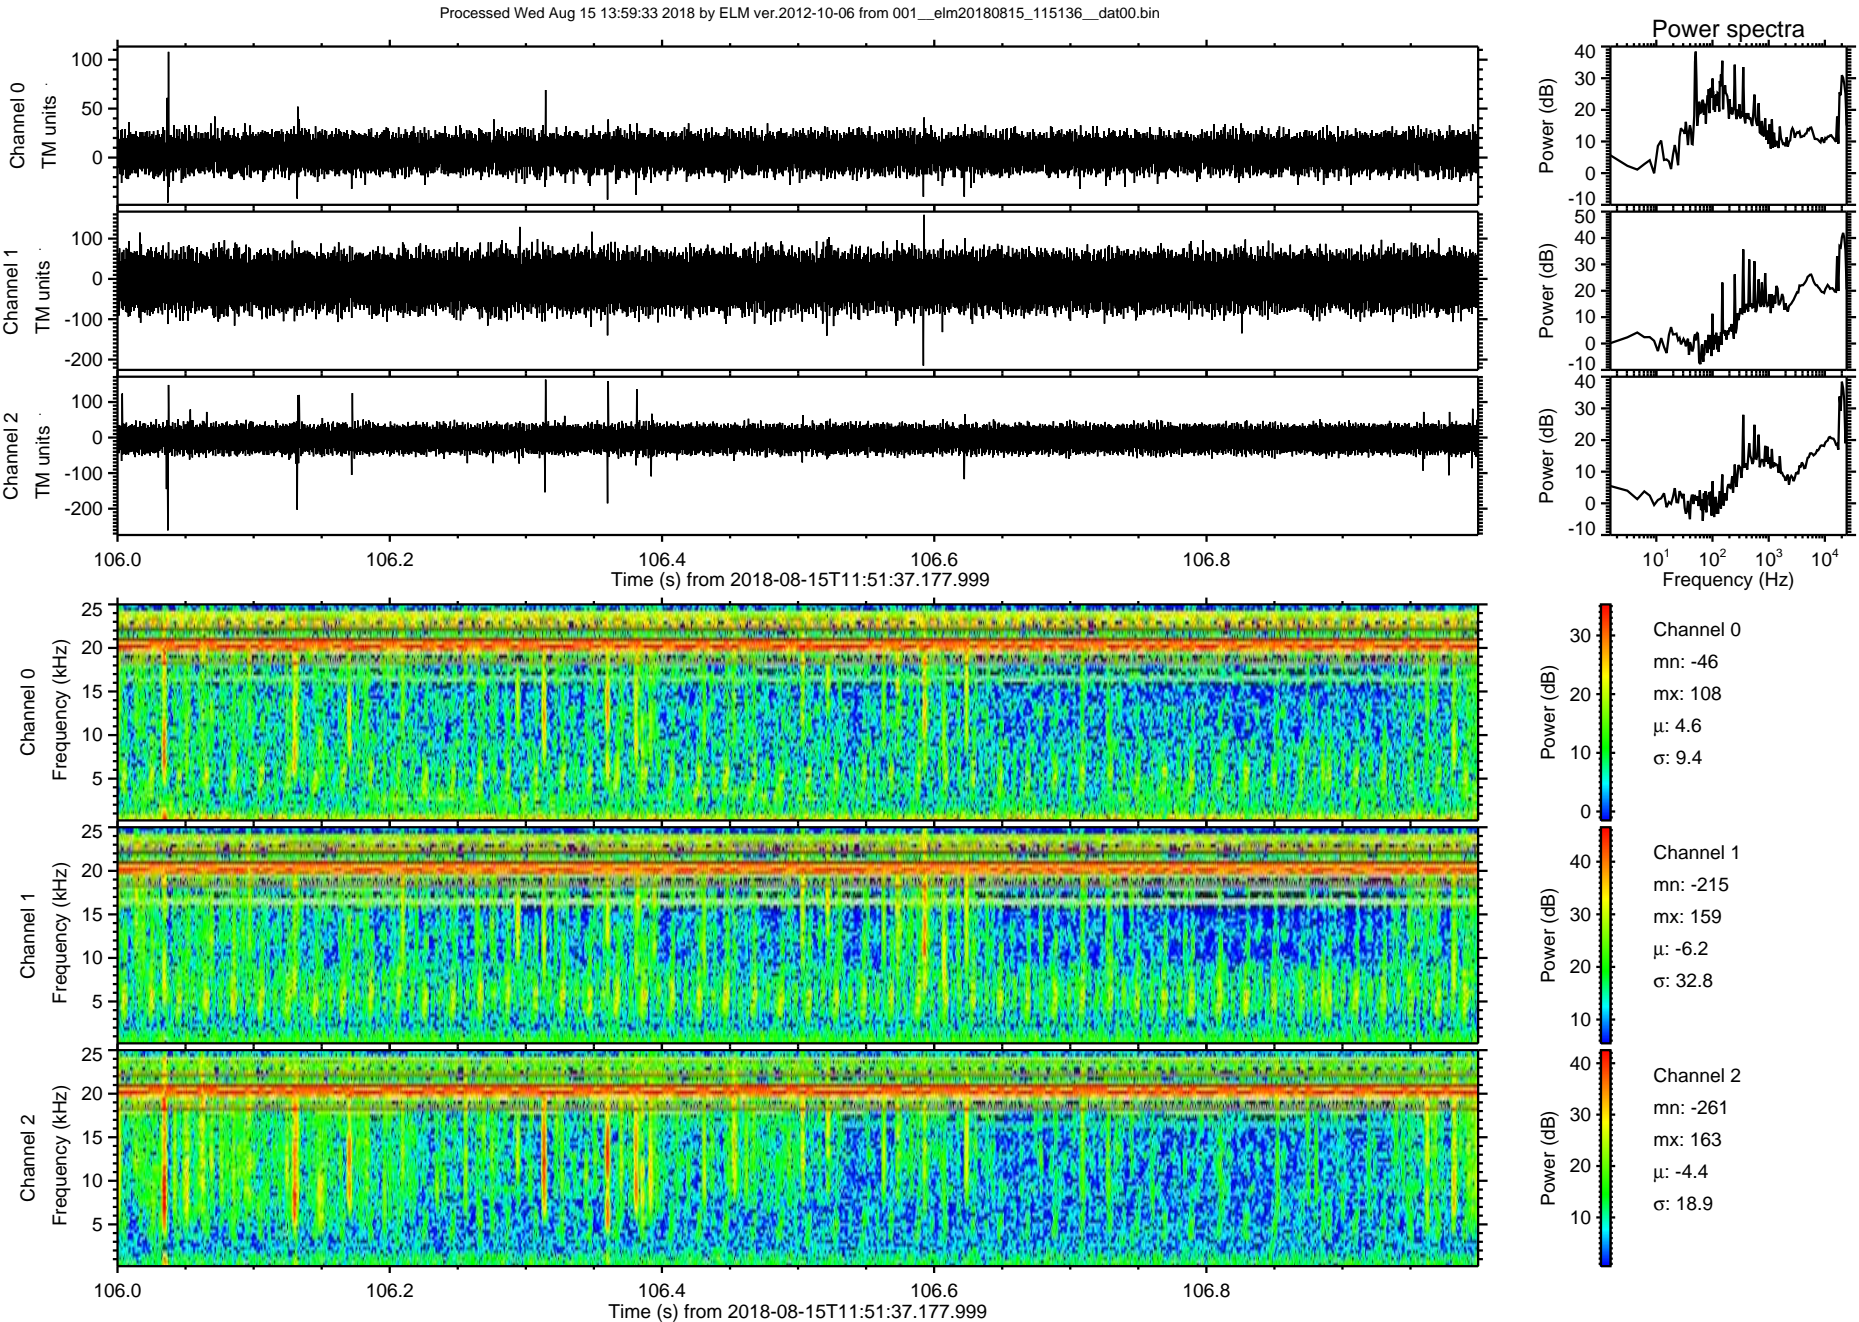 Processed Wed Aug 15 13:59:33 2018 by ELM ver.2012-10-06 from 001__elm20180815_115136__dat00.bin
Power spectra
Channel 0
TM units
100
50
0
Power (dB)
40
30
20
10
0
-10
Channel 1
TM units
100
0
-100
-200
Power (dB)
50
40
30
20
10
0
-10
Channel 2
TM units
100
0
-100
-200
Power (dB)
40
30
20
10
0
-10
106.0 106.2 106.4 106.6 106.8
Time (s) from 2018-08-15T11:51:37.177.999
10¹ 10² 10³ 10⁴
Frequency (Hz)
Channel 0
Frequency (kHz)
25
20
15
10
5
Power (dB)
30
20
10
0
Channel 0
mn: -46
mx: 108
μ: 4.6
σ: 9.4
Channel 1
Frequency (kHz)
25
20
15
10
5
Power (dB)
40
30
20
10
Channel 1
mn: -215
mx: 159
μ: -6.2
σ: 32.8
Channel 2
Frequency (kHz)
25
20
15
10
5
Power (dB)
40
30
20
10
Channel 2
mn: -261
mx: 163
μ: -4.4
σ: 18.9
106.0 106.2 106.4 106.6 106.8
Time (s) from 2018-08-15T11:51:37.177.999